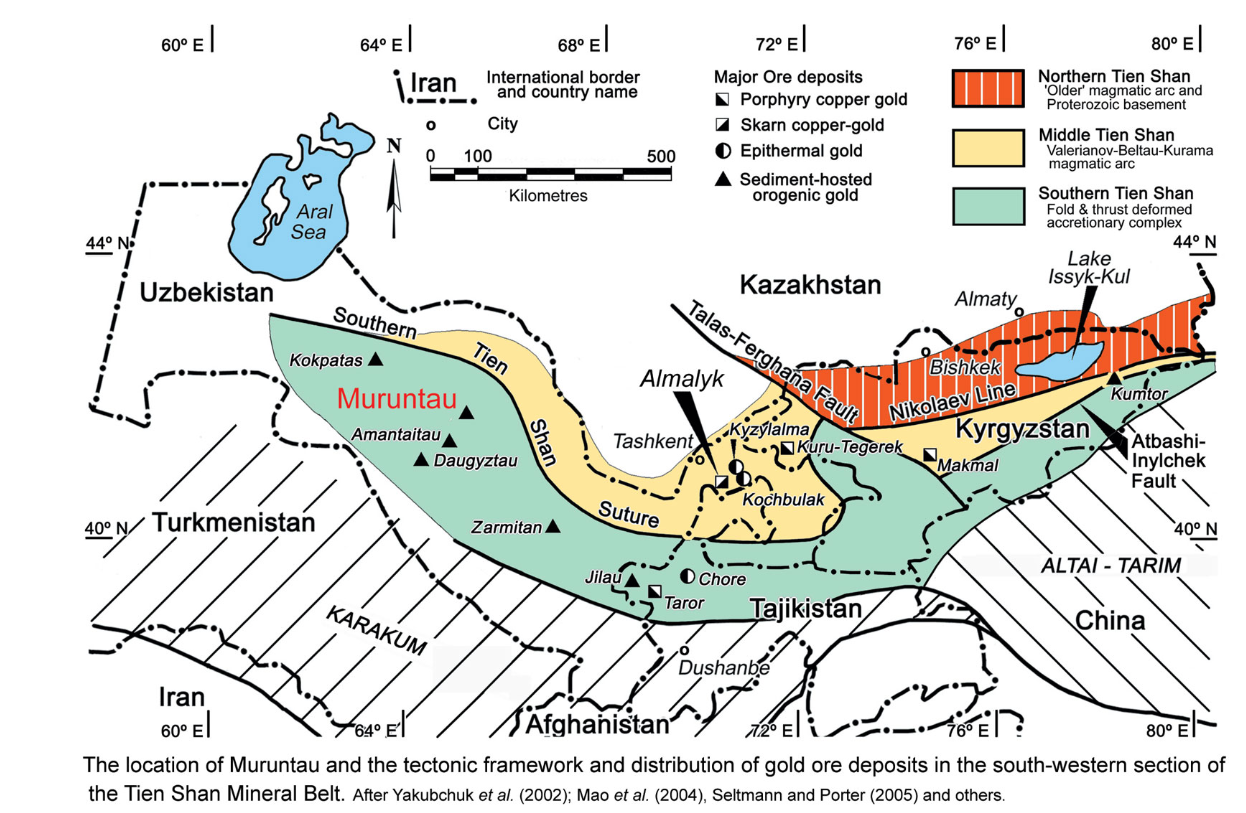 60º E
64º E
68º E
72º E
76º E
80º E
Iran
International border
and country name
City
N
0 100 500
Kilometres
Major Ore deposits
Porphyry copper gold
Skarn copper-gold
Epithermal gold
Sediment-hosted
orogenic gold
Northern Tien Shan
'Older' magmatic arc and
Proterozoic basement
Middle Tien Shan
Valerianov-Beltau-Kurama
magmatic arc
Southern Tien Shan
Fold & thrust deformed
accretionary complex
Aral
Sea
44º N
44º N
Uzbekistan
Kazakhstan
Lake
Issyk-Kul
Almaty
Southern
Tien
Shan
Suture
Talas-Ferghana Fault
Bishkek
Nikolaev Line
Kokpatas
Muruntau
Almalyk
Kumtor
Amantaitau
Daugyztau
Tashkent
Kyzylalma
Kuru-Tegerek
Kyrgyzstan
Makmal
Atbashi-
Inylchek
Fault
Kochbulak
Turkmenistan
Zarmitan
40º N
40º N
ALTAI - TARIM
Jilau
Chore
Taror
Tajikistan
China
KARAKUM
Dushanbe
Iran
Afghanistan
60º E
64º E
72º E
76º E
80º E
The location of Muruntau and the tectonic framework and distribution of gold ore deposits in the south-western section of
the Tien Shan Mineral Belt. After Yakubchuk et al. (2002); Mao et al. (2004), Seltmann and Porter (2005) and others.